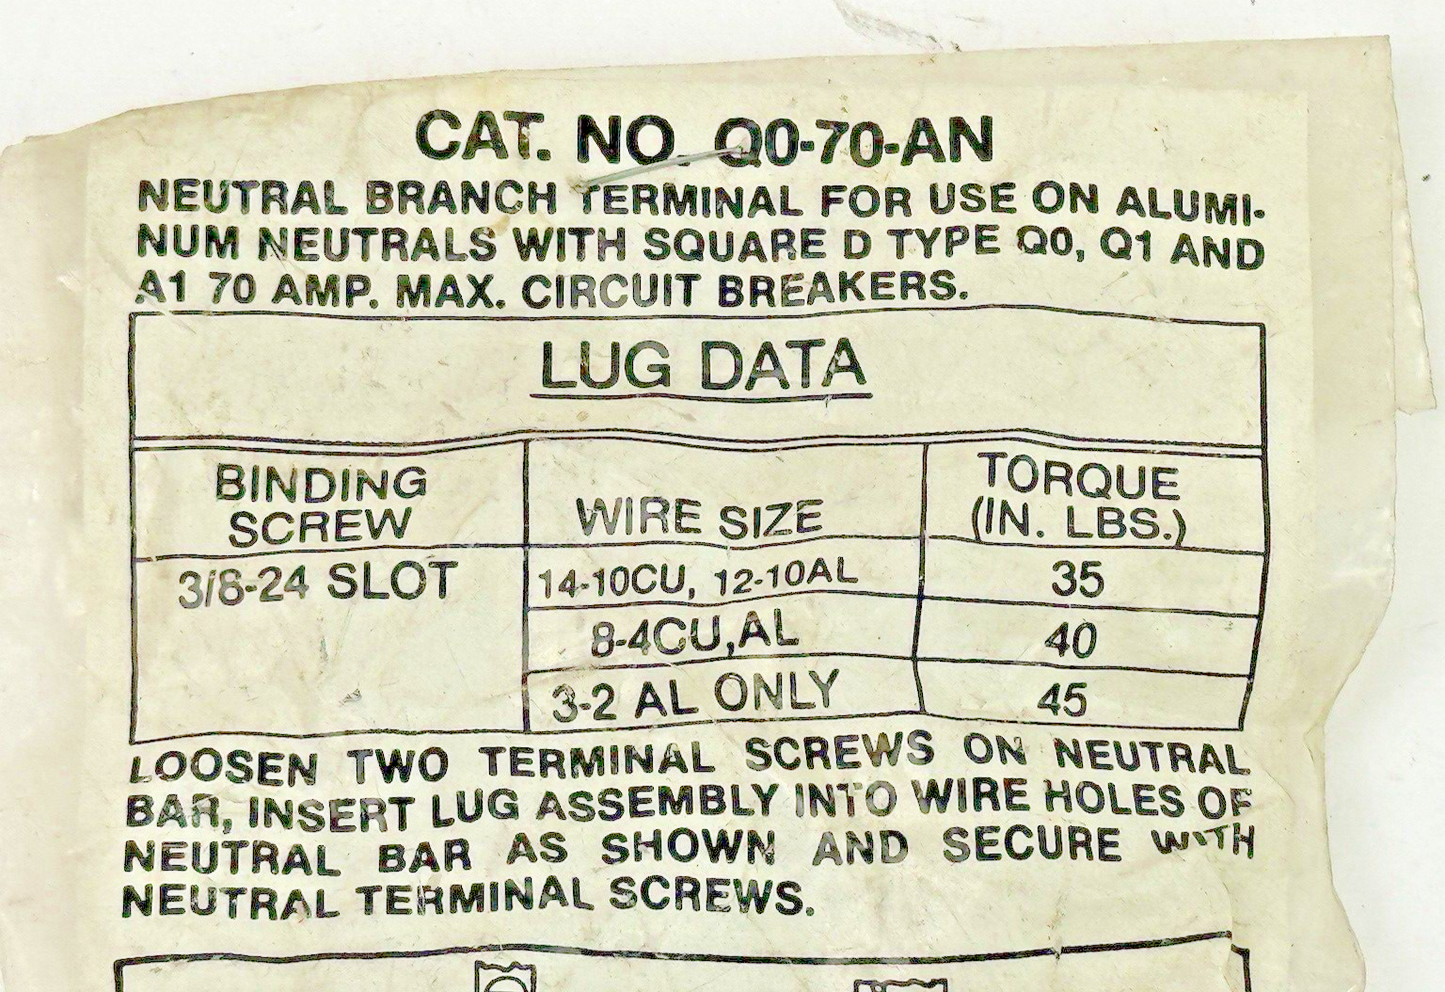 CAT. NO. Q0-70-AN
NEUTRAL BRANCH TERMINAL FOR USE ON ALUMI-
NUM NEUTRALS WITH SQUARE D TYPE Q0, Q1 AND
A1 70 AMP. MAX. CIRCUIT BREAKERS.
LUG DATA
BINDING
SCREW
WIRE SIZE
TORQUE
(IN. LBS.)
3/8-24 SLOT
14-10CU, 12-10AL
35
8-4CU,AL
40
3-2 AL ONLY
45
LOOSEN TWO TERMINAL SCREWS ON NEUTRAL
BAR, INSERT LUG ASSEMBLY INTO WIRE HOLES OF
NEUTRAL BAR AS SHOWN AND SECURE WITH
NEUTRAL TERMINAL SCREWS.